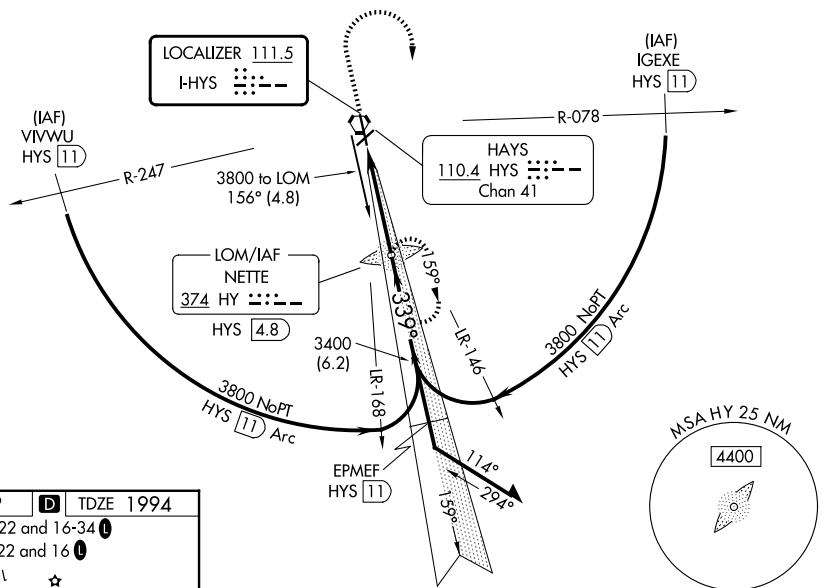 LOCALIZER 111.5
I-HYS
(IAF)
IGEXE
HYS 11
R-078
(IAF)
VIVWU
HYS 11
R-247
HAYS
110.4 HYS
Chan 41
3800 to LOM
156° (4.8)
LOM/IAF
NETTE
374 HY
HYS 4.8
159°
339°
3400
(6.2)
LR-168
LR-146
3800 NoPT
HYS 11 Arc
3800 NoPT
HYS 11 Arc
EPMEF
HYS 11
114°
294°
159°
MSA HY 25 NM
4400
D TDZE 1994
22 and 16-34 L
22 and 16 L